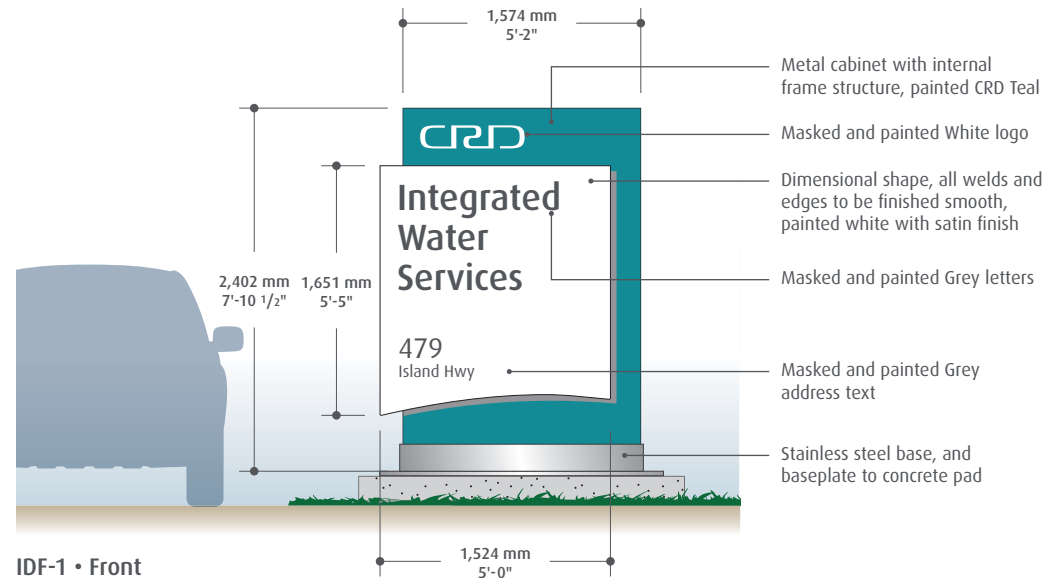 1,574 mm
5'-2"
Metal cabinet with internal
frame structure, painted CRD Teal
CRD
Masked and painted White logo
Dimensional shape, all welds and
edges to be finished smooth,
painted white with satin finish
Integrated
Water
Services
2,402 mm
7'-10 1/2"
1,651 mm
5'-5"
Masked and painted Grey letters
479
Island Hwy
Masked and painted Grey
address text
Stainless steel base, and
baseplate to concrete pad
1,524 mm
5'-0"
IDF-1 • Front